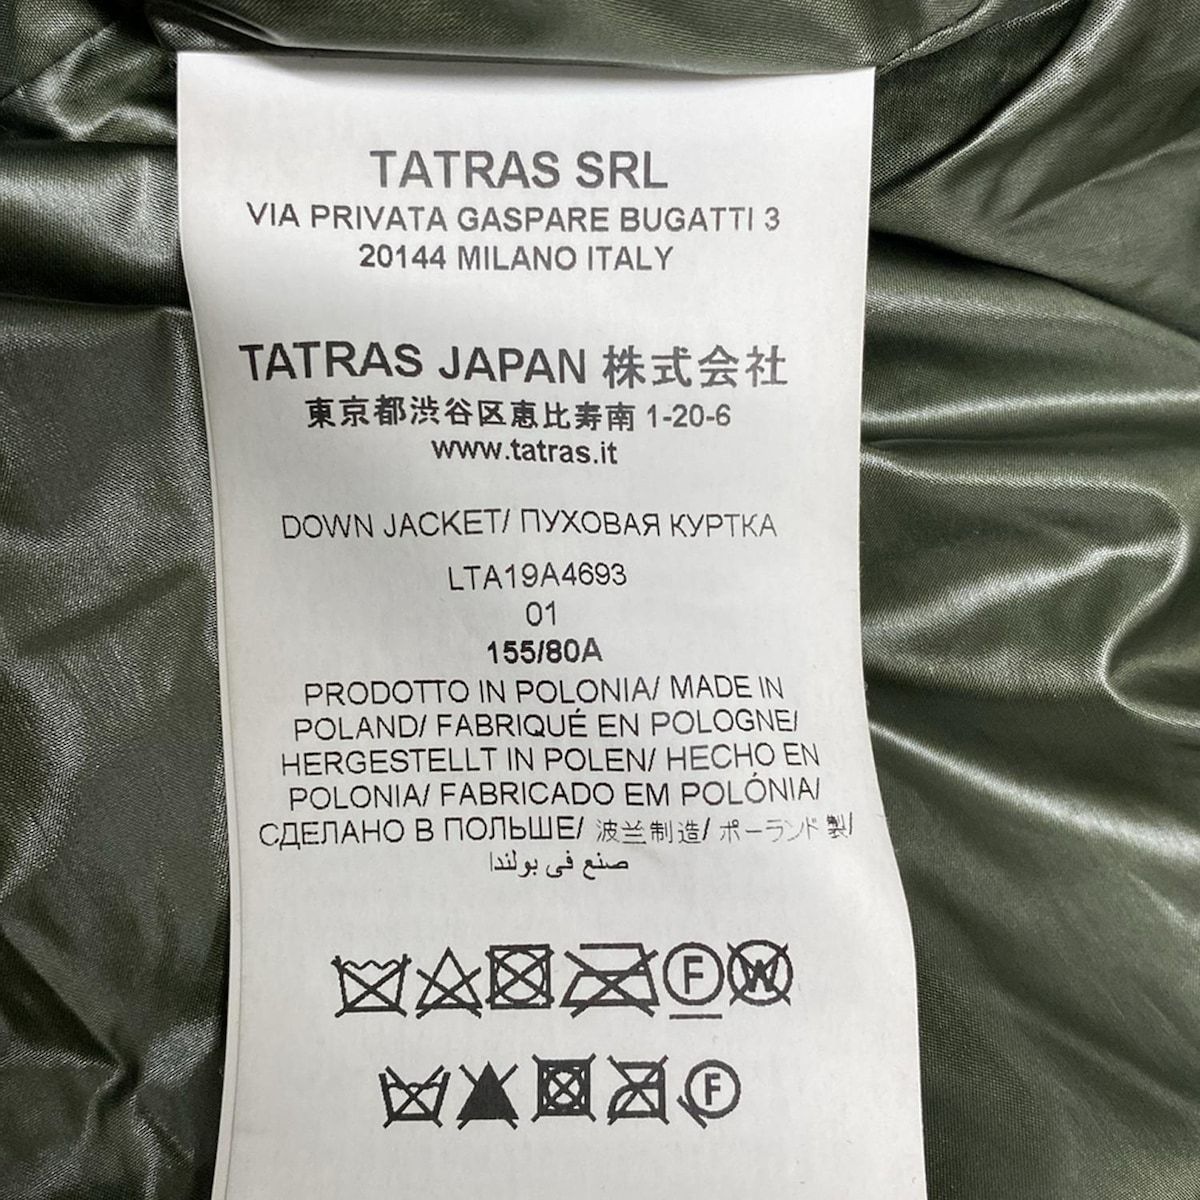 TATRAS SRL
VIA PRIVATA GASPARE BUGATTI 3
20144 MILANO ITALY
TATRAS JAPAN 株式会社
東京都渋谷区恵比寿南 1-20-6
www.tatras.it
DOWN JACKET/ ПУХОВАЯ КУРТКА
LTA19A4693
01
155/80A
PRODOTTO IN POLONIA/ MADE IN
POLAND/ FABRIQUÉ EN POLOGNE/
HERGESTELLT IN POLEN/ HECHO EN
POLONIA/ FABRICADO EM POLÓNIA/
СДЕЛАНО В ПОЛЬШЕ/ 波兰制造/ ポーランド製/
صنع في بولندا
F W
F